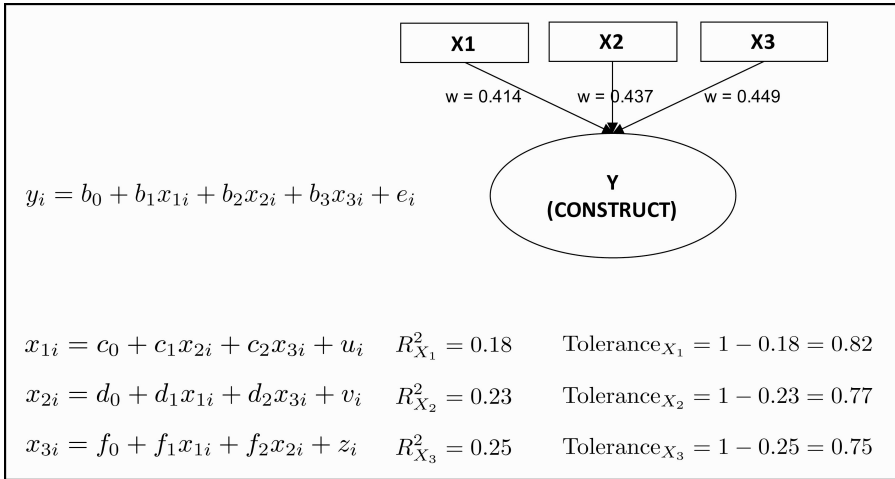 X1 X2 X3
w = 0.414 w = 0.437 w = 0.449
Y
(CONSTRUCT)
y_i = b_0 + b_1x_{1i} + b_2x_{2i} + b_3x_{3i} + e_i
x_{1i} = c_0 + c_1x_{2i} + c_2x_{3i} + u_i R^2_{X_1} = 0.18 Tolerance_{X_1} = 1 − 0.18 = 0.82
x_{2i} = d_0 + d_1x_{1i} + d_2x_{3i} + v_i R^2_{X_2} = 0.23 Tolerance_{X_2} = 1 − 0.23 = 0.77
x_{3i} = f_0 + f_1x_{1i} + f_2x_{2i} + z_i R^2_{X_3} = 0.25 Tolerance_{X_3} = 1 − 0.25 = 0.75